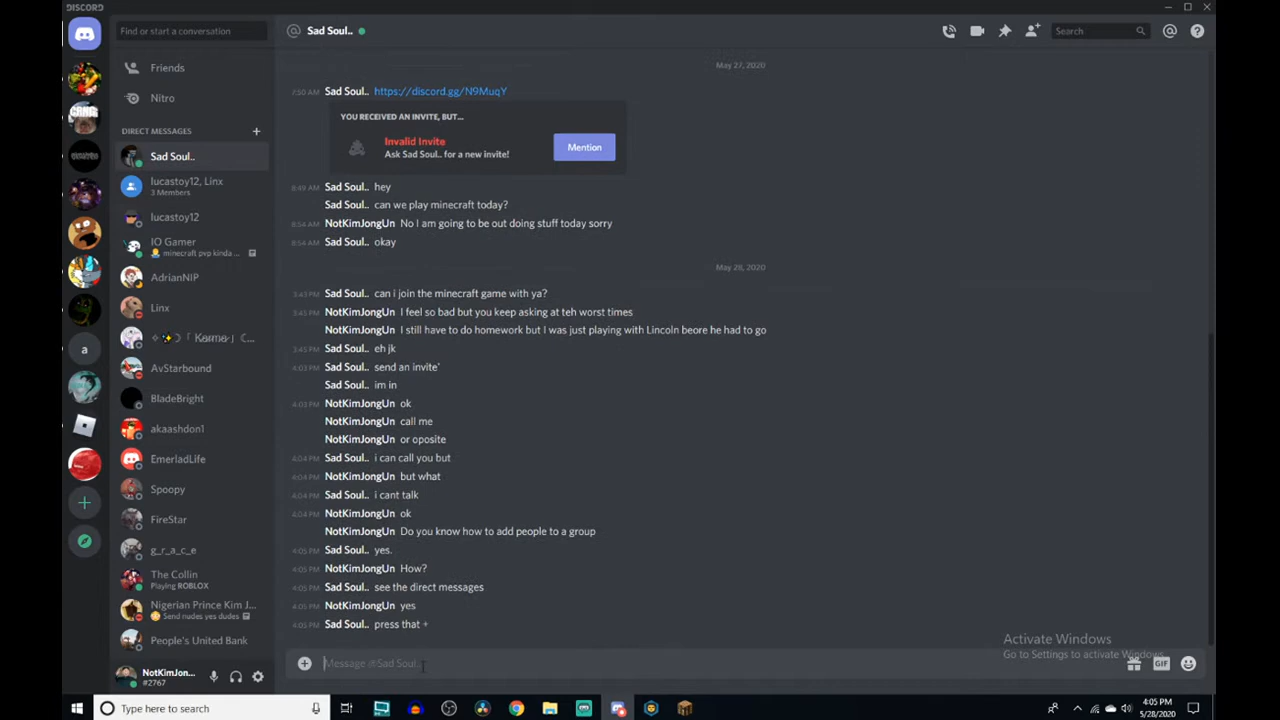 DISCORD
Find or start a conversation
Friends
Nitro
DIRECT MESSAGES
Sad Soul..
lucastoy12, Linx
3 Members
lucastoy12
IO Gamer
minecraft pvp kinda ...
AdrianNIP
Linx
AvStarbound
BladeBright
akaashdon1
EmerladLife
Spoopy
FireStar
g_r_a_c_e
The Collin
Playing ROBLOX
Nigerian Prince Kim J...
Send nudes yes dudes
People's United Bank
NotKimJon...
#2767
a
Sad Soul..
Search
May 27, 2020
7:50 AM Sad Soul.. https://discord.gg/N9MuqY
YOU RECEIVED AN INVITE, BUT...
Invalid Invite
Ask Sad Soul.. for a new invite!
Mention
8:49 AM Sad Soul.. hey
Sad Soul.. can we play minecraft today?
8:54 AM NotKimJongUn No I am going to be out doing stuff today sorry
8:54 AM Sad Soul.. okay
May 28, 2020
3:43 PM Sad Soul.. can i join the minecraft game with ya?
3:45 PM NotKimJongUn I feel so bad but you keep asking at teh worst times
NotKimJongUn I still have to do homework but I was just playing with Lincoln beore he had to go
3:45 PM Sad Soul.. eh jk
4:03 PM Sad Soul.. send an invite'
Sad Soul.. im in
4:03 PM NotKimJongUn ok
NotKimJongUn call me
NotKimJongUn or oposite
4:04 PM Sad Soul.. i can call you but
4:04 PM NotKimJongUn but what
4:04 PM Sad Soul.. i cant talk
4:04 PM NotKimJongUn ok
NotKimJongUn Do you know how to add people to a group
4:05 PM Sad Soul.. yes.
4:05 PM NotKimJongUn How?
4:05 PM Sad Soul.. see the direct messages
4:05 PM NotKimJongUn yes
4:05 PM Sad Soul.. press that +
Message @Sad Soul..
GIF
Activate Windows
Go to Settings to activate Windows.
Type here to search
4:05 PM
5/28/2020